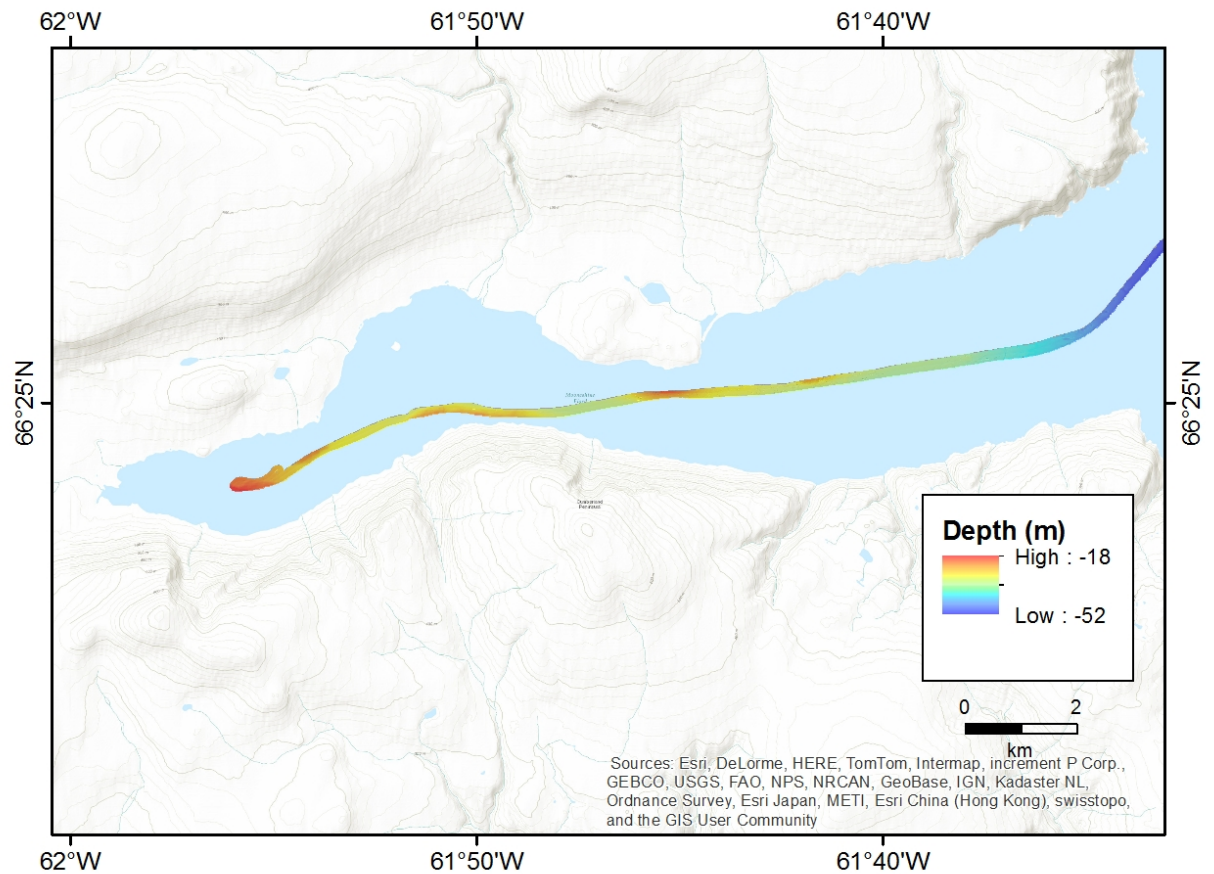 62°W 61°50'W 61°40'W
66°25'N
66°25'N
Depth (m)
High : -18
Low : -52
0 2
km
Sources: Esri, DeLorme, HERE, TomTom, Intermap, increment P Corp.,
GEBCO, USGS, FAO, NPS, NRCAN, GeoBase, IGN, Kadaster NL,
Ordnance Survey, Esri Japan, METI, Esri China (Hong Kong), swisstopo,
and the GIS User Community
62°W 61°50'W 61°40'W